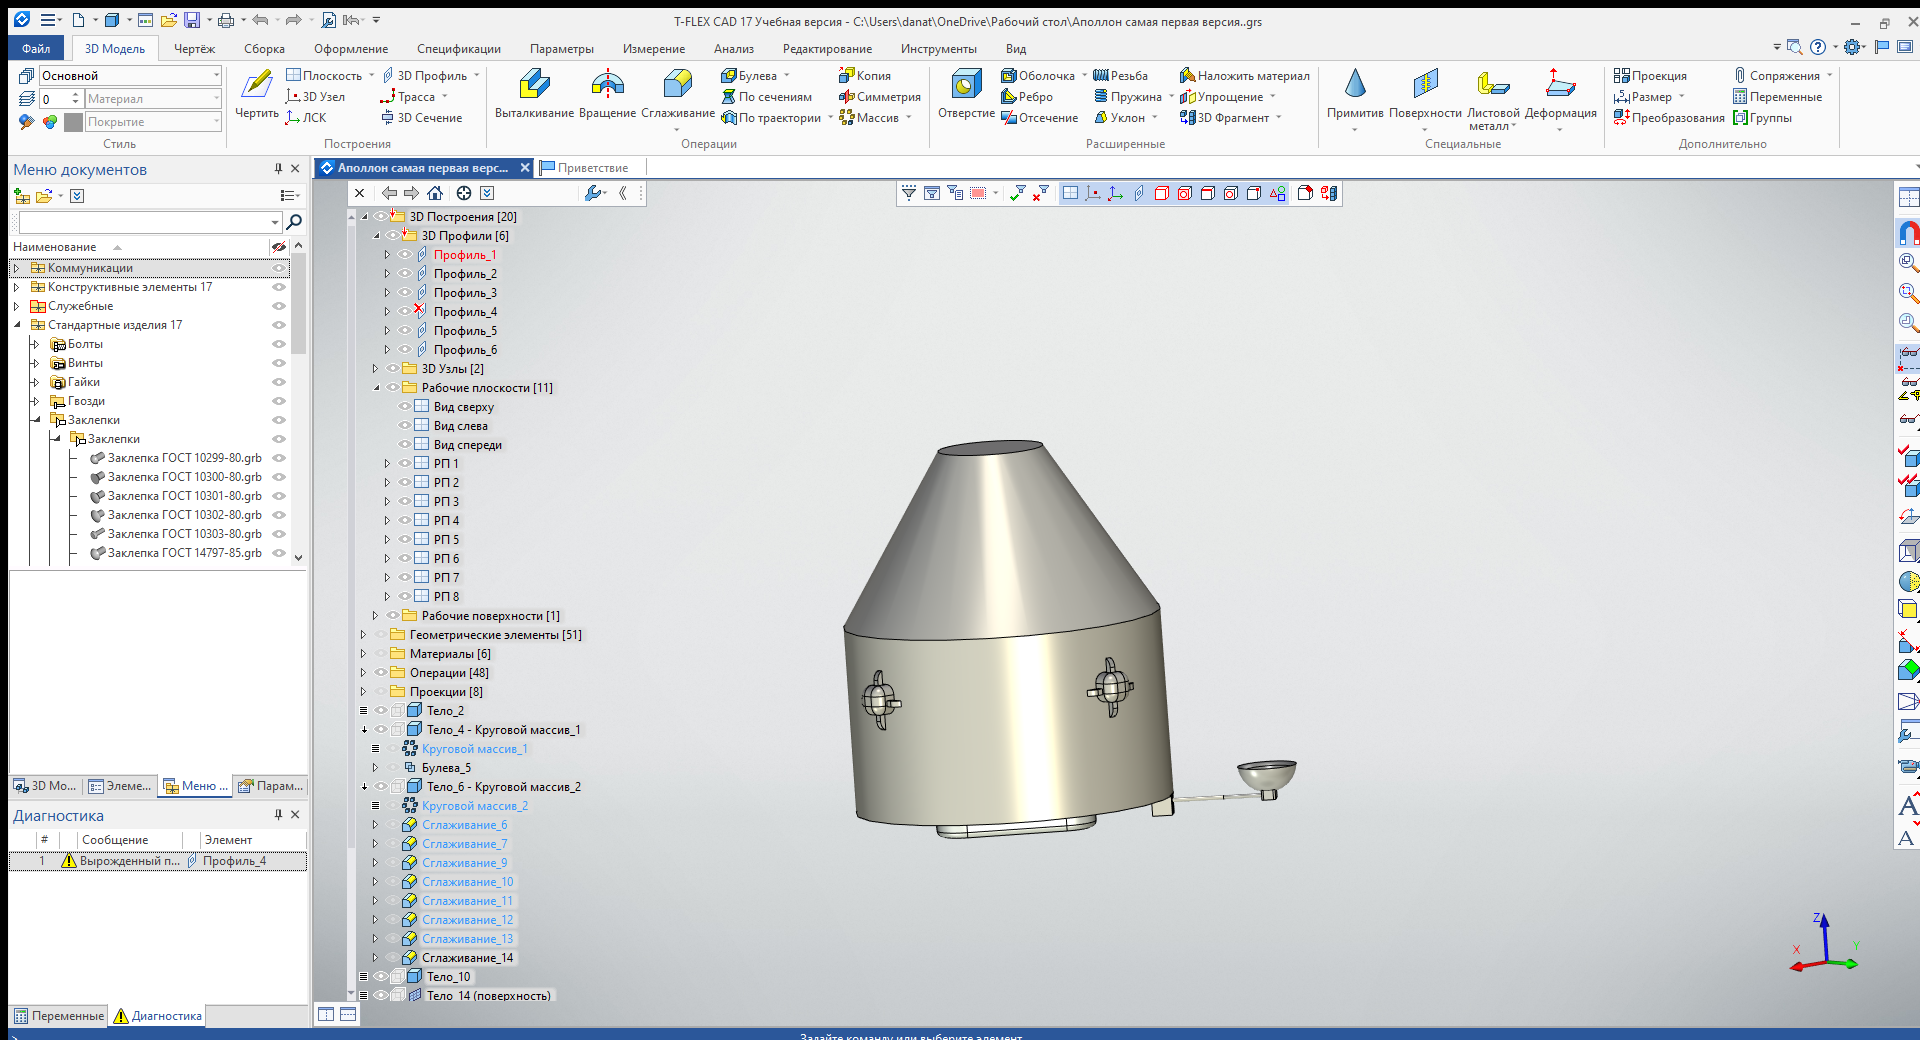 T-FLEX CAD 17 Учебная версия - C:\Users\danat\OneDrive\Рабочий стол\Аполлон самая первая версия..grs
Файл 3D Модель Чертёж Сборка Оформление Спецификации Параметры Измерение Анализ Редактирование Инструменты Вид
Основной
0 Материал
Покрытие
Стиль
Чертить
Плоскость
3D Узел
ЛСК
3D Профиль
Трасса
3D Сечение
Построения
Выталкивание
Вращение
Сглаживание
Булева
По сечениям
По траектории
Копия
Симметрия
Массив
Операции
Отверстие
Оболочка
Ребро
Отсечение
Резьба
Пружина
Уклон
Наложить материал
Упрощение
3D Фрагмент
Расширенные
Примитив
Поверхности
Листовой металл
Деформация
Специальные
Проекция
Размер
Преобразования
Сопряжения
Переменные
Группы
Дополнительно
Меню документов
Наименование
Коммуникации
Конструктивные элементы 17
Служебные
Стандартные изделия 17
Болты
Винты
Гайки
Гвозди
Заклепки
Заклепки
Заклепка ГОСТ 10299-80.grb
Заклепка ГОСТ 10300-80.grb
Заклепка ГОСТ 10301-80.grb
Заклепка ГОСТ 10302-80.grb
Заклепка ГОСТ 10303-80.grb
Заклепка ГОСТ 14797-85.grb
3D Мо... Элеме... Меню ... Парам...
Диагностика
# Сообщение Элемент
1 Вырожденный п... Профиль_4
Переменные Диагностика
Аполлон самая первая верс... Приветствие
3D Построения [20]
3D Профили [6]
Профиль_1
Профиль_2
Профиль_3
Профиль_4
Профиль_5
Профиль_6
3D Узлы [2]
Рабочие плоскости [11]
Вид сверху
Вид слева
Вид спереди
РП 1
РП 2
РП 3
РП 4
РП 5
РП 6
РП 7
РП 8
Рабочие поверхности [1]
Геометрические элементы [51]
Материалы [6]
Операции [48]
Проекции [8]
Тело_2
Тело_4 - Круговой массив_1
Круговой массив_1
Булева_5
Тело_6 - Круговой массив_2
Круговой массив_2
Сглаживание_6
Сглаживание_7
Сглаживание_9
Сглаживание_10
Сглаживание_11
Сглаживание_12
Сглаживание_13
Сглаживание_14
Тело_10
Тело_14 (поверхность)
Z
X
Y
Задайте команду или выберите элемент